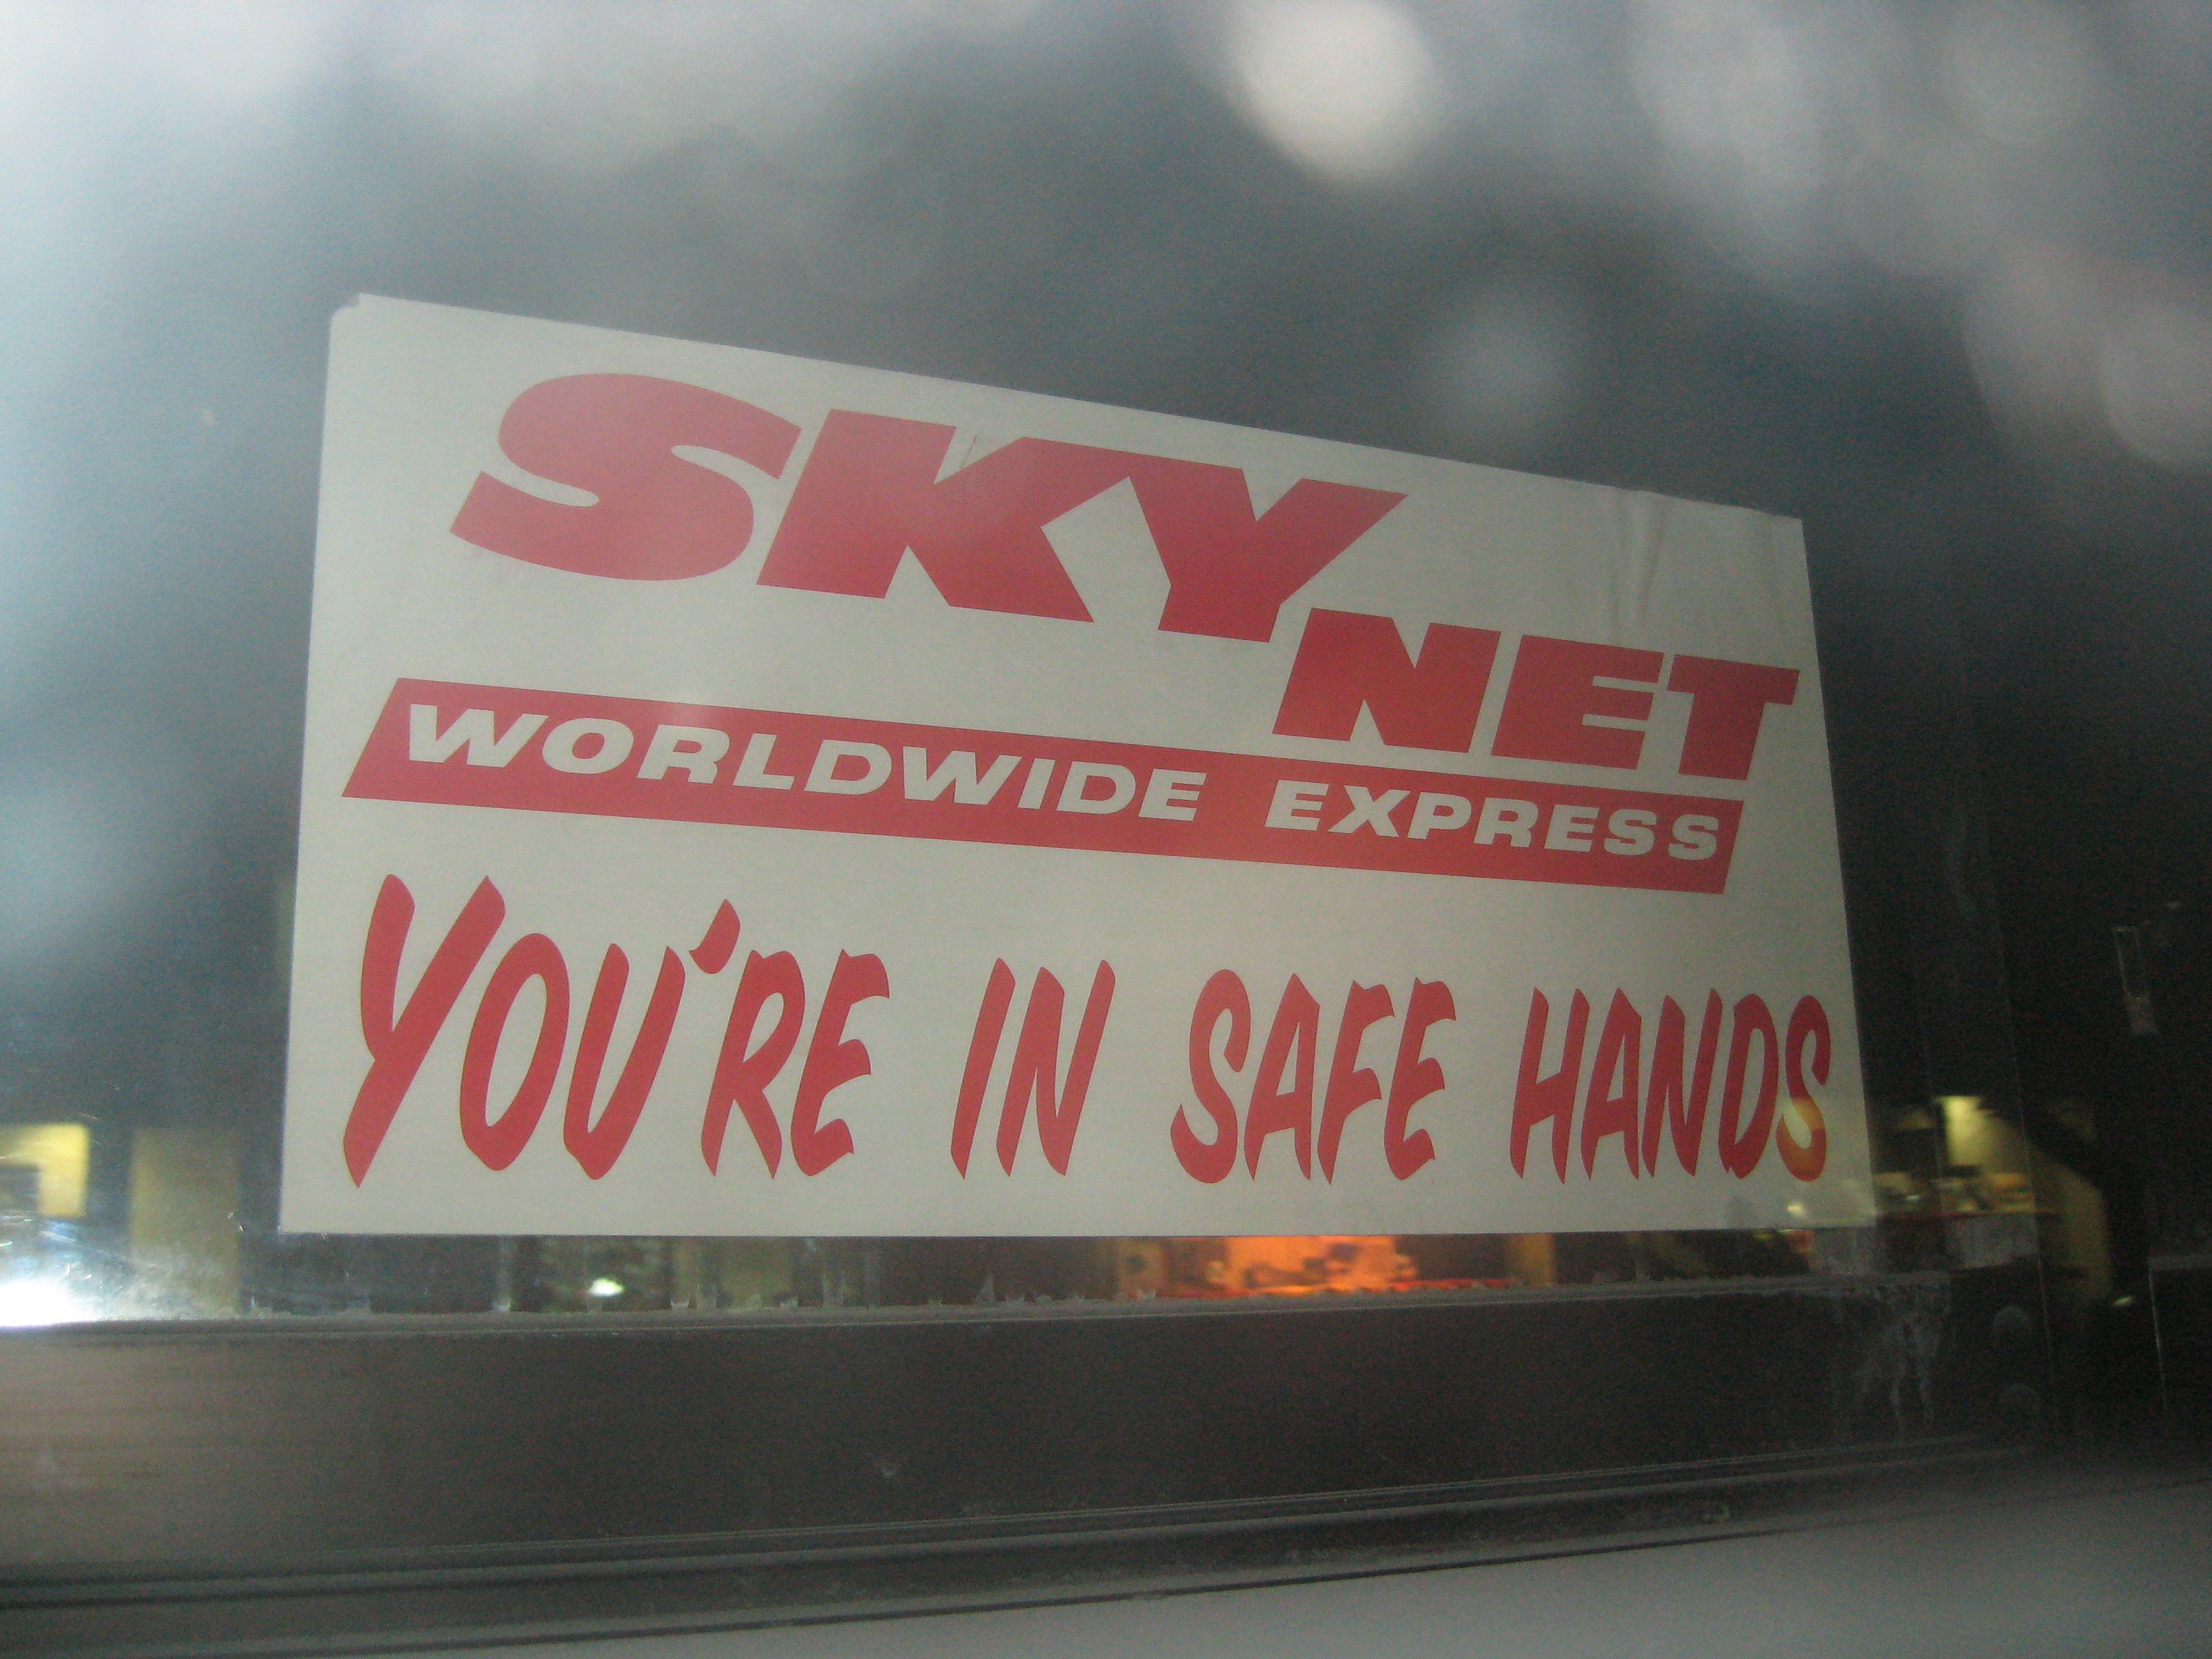 SKY
NET
WORLDWIDE EXPRESS
YOU'RE IN SAFE HANDS